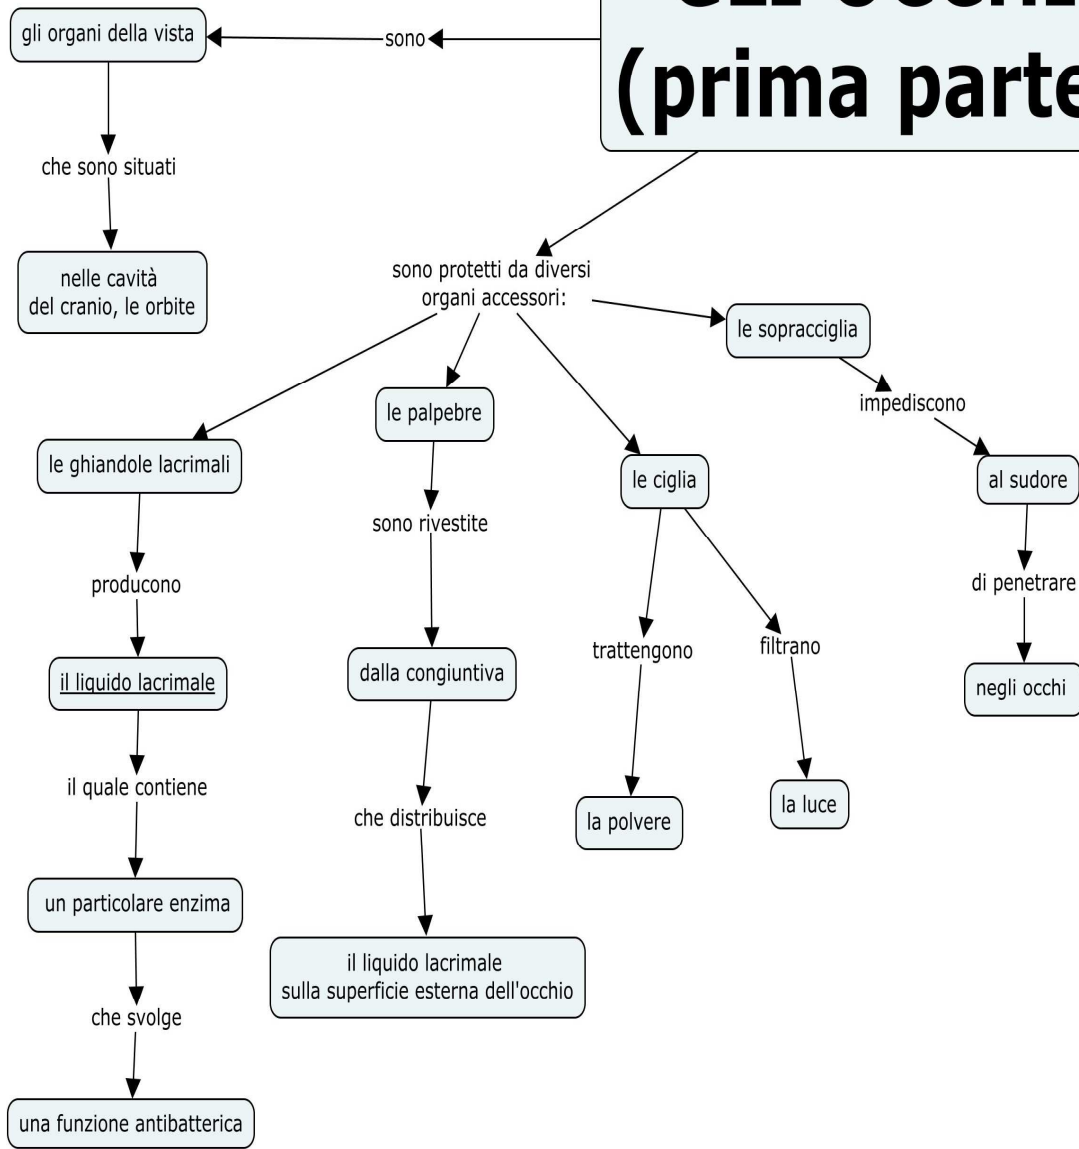 (prima parte
gli organi della vista
sono
che sono situati
nelle cavità
del cranio, le orbite
sono protetti da diversi
organi accessori:
le sopracciglia
impediscono
al sudore
di penetrare
negli occhi
le palpebre
sono rivestite
dalla congiuntiva
che distribuisce
il liquido lacrimale
sulla superficie esterna dell'occhio
le ciglia
trattengono
la polvere
filtrano
la luce
le ghiandole lacrimali
producono
il liquido lacrimale
il quale contiene
un particolare enzima
che svolge
una funzione antibatterica